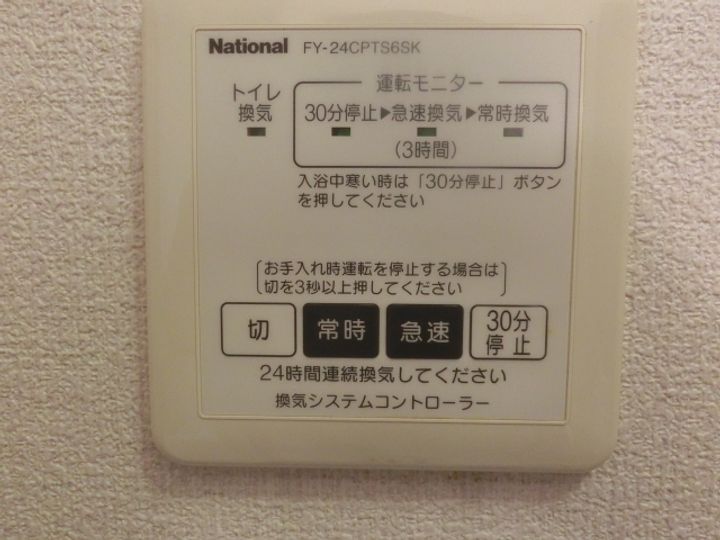 National FY-24CPTS6SK
運転モニター
トイレ
換気
30分停止▶急速換気▶常時換気
(3時間)
入浴中寒い時は「30分停止」ボタン
を押してください
お手入れ時運転を停止する場合は
切を3秒以上押してください
切 常時 急速 30分
停止
24時間連続換気してください
換気システムコントローラー